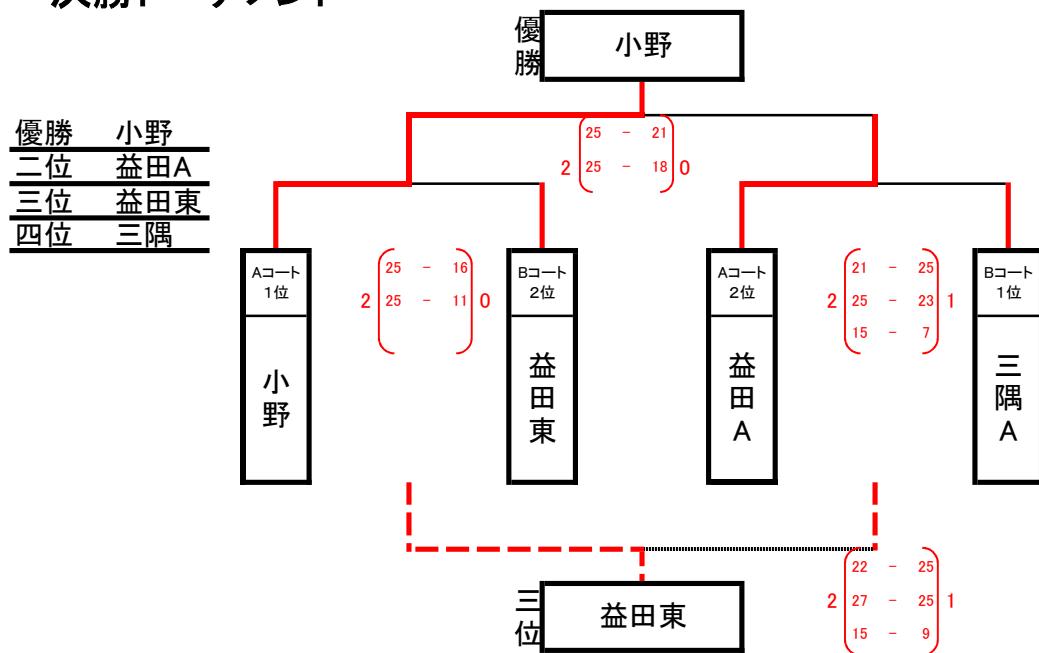 優勝
小野
優勝 小野
二位 益田A
三位 益田東
四位 三隅
25 - 21
2 25 - 18 0
Aコート
1位
小野
25 - 16
2 25 - 11 0
Bコート
2位
益田東
Aコート
2位
益田A
21 - 25
2 25 - 23 1
15 - 7
Bコート
1位
三隅A
三位
益田東
22 - 25
2 27 - 25 1
15 - 9